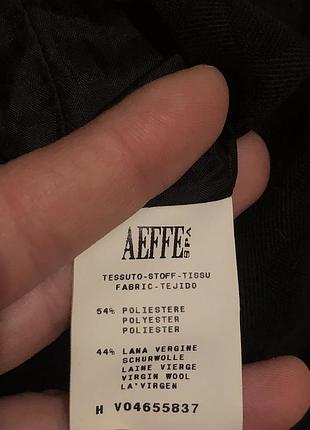 AEFFE SPA
TESSUTO-STOFF-TISSU
FABRIC-TEJIDO
54% POLIESTERE
POLYESTER
POLIESTER
44% LANA VERGINE
SCHURWOLLE
LAINE VIERGE
VIRGIN WOOL
LA'VIRGEN
H V04655837